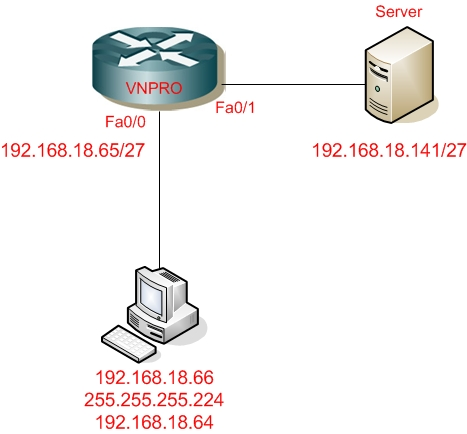 Server
VNPRO
Fa0/0
Fa0/1
192.168.18.65/27
192.168.18.141/27
192.168.18.66
255.255.255.224
192.168.18.64